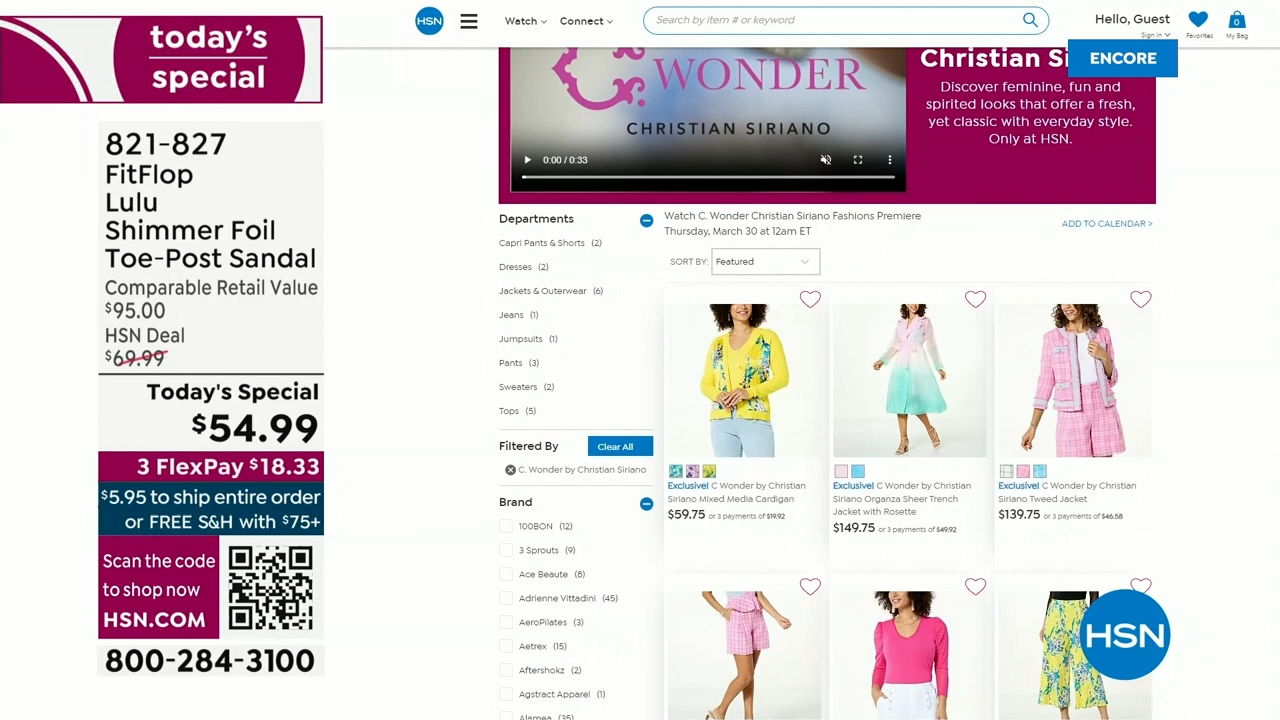 today's
special
821-827
FitFlop
Lulu
Shimmer Foil
Toe-Post Sandal
Comparable Retail Value
$95.00
HSN Deal
$69.99
Today's Special
$54.99
3 FlexPay $18.33
$5.95 to ship entire order
or FREE S&H with $75+
Scan the code
to shop now
HSN.COM
800-284-3100
HSN
Watch
Connect
Search by item # or keyword
Hello, Guest
Sign in
Favorites
0
My Bag
ENCORE
C WONDER
CHRISTIAN SIRIANO
0:00 / 0:33
Christian Si
Discover feminine, fun and
spirited looks that offer a fresh,
yet classic with everyday style.
Only at HSN.
Departments
Capri Pants & Shorts (2)
Dresses (2)
Jackets & Outerwear (6)
Jeans (1)
Jumpsuits (1)
Pants (3)
Sweaters (2)
Tops (5)
Filtered By
Clear All
C. Wonder by Christian Siriano
Brand
100BON (12)
3 Sprouts (9)
Ace Beaute (8)
Adrienne Vittadini (45)
AeroPilates (3)
Aetrex (15)
Aftershokz (2)
Agstract Apparel (1)
Alamea (35)
Watch C. Wonder Christian Siriano Fashions Premiere
Thursday, March 30 at 12am ET
ADD TO CALENDAR >
SORT BY: Featured
Exclusive! C Wonder by Christian
Siriano Mixed Media Cardigan
$59.75 or 3 payments of $19.92
Exclusive! C Wonder by Christian
Siriano Organza Sheer Trench
Jacket with Rosette
$149.75 or 3 payments of $49.92
Exclusive! C Wonder by Christian
Siriano Tweed Jacket
$139.75 or 3 payments of $46.58
HSN